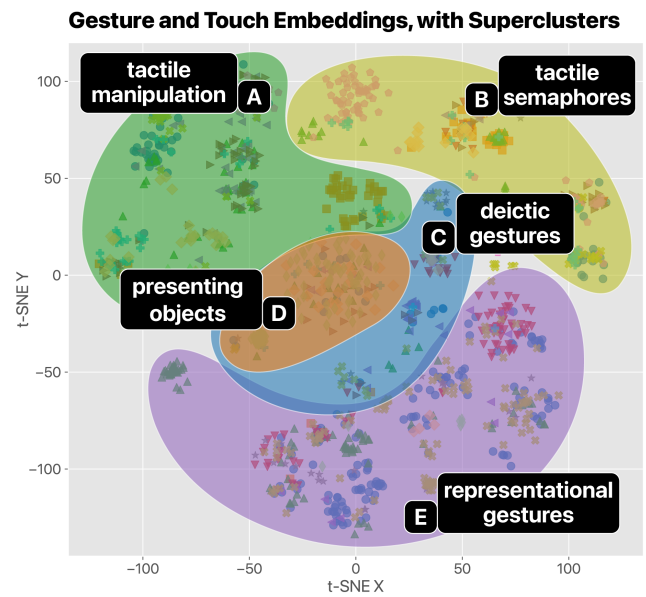 Gesture and Touch Embeddings, with Superclusters
tactile
manipulation
A
B
tactile
semaphores
C
deictic
gestures
presenting
objects
D
representational
gestures
E
100
50
0
−50
−100
t-SNE Y
−100
−50
0
50
100
t-SNE X